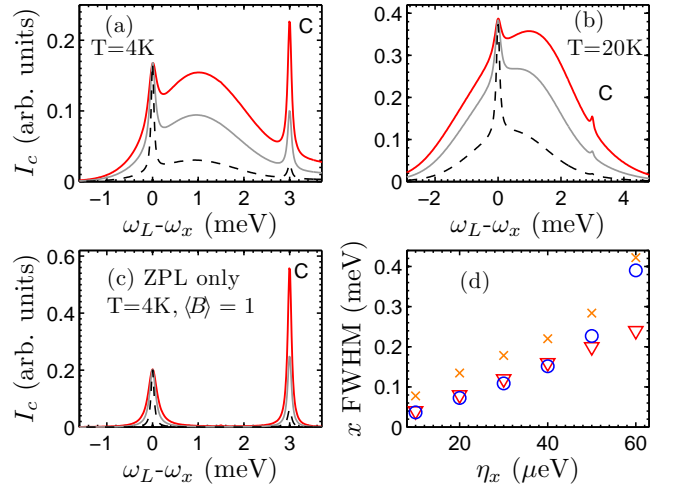 (a)
T=4K
C
0.2
0.1
0
I_c (arb. units)
−1 0 1 2 3
ω_L-ω_x (meV)
(b)
T=20K
C
0.4
0.3
0.2
0.1
0
−2 0 2 4
ω_L-ω_x (meV)
(c) ZPL only
T=4K, ⟨B⟩ = 1
C
0.6
0.4
0.2
0
I_c (arb. units)
−1 0 1 2 3
ω_L-ω_x (meV)
(d)
0.4
0.3
0.2
0.1
0
x FWHM (meV)
20 40 60
η_x (μeV)